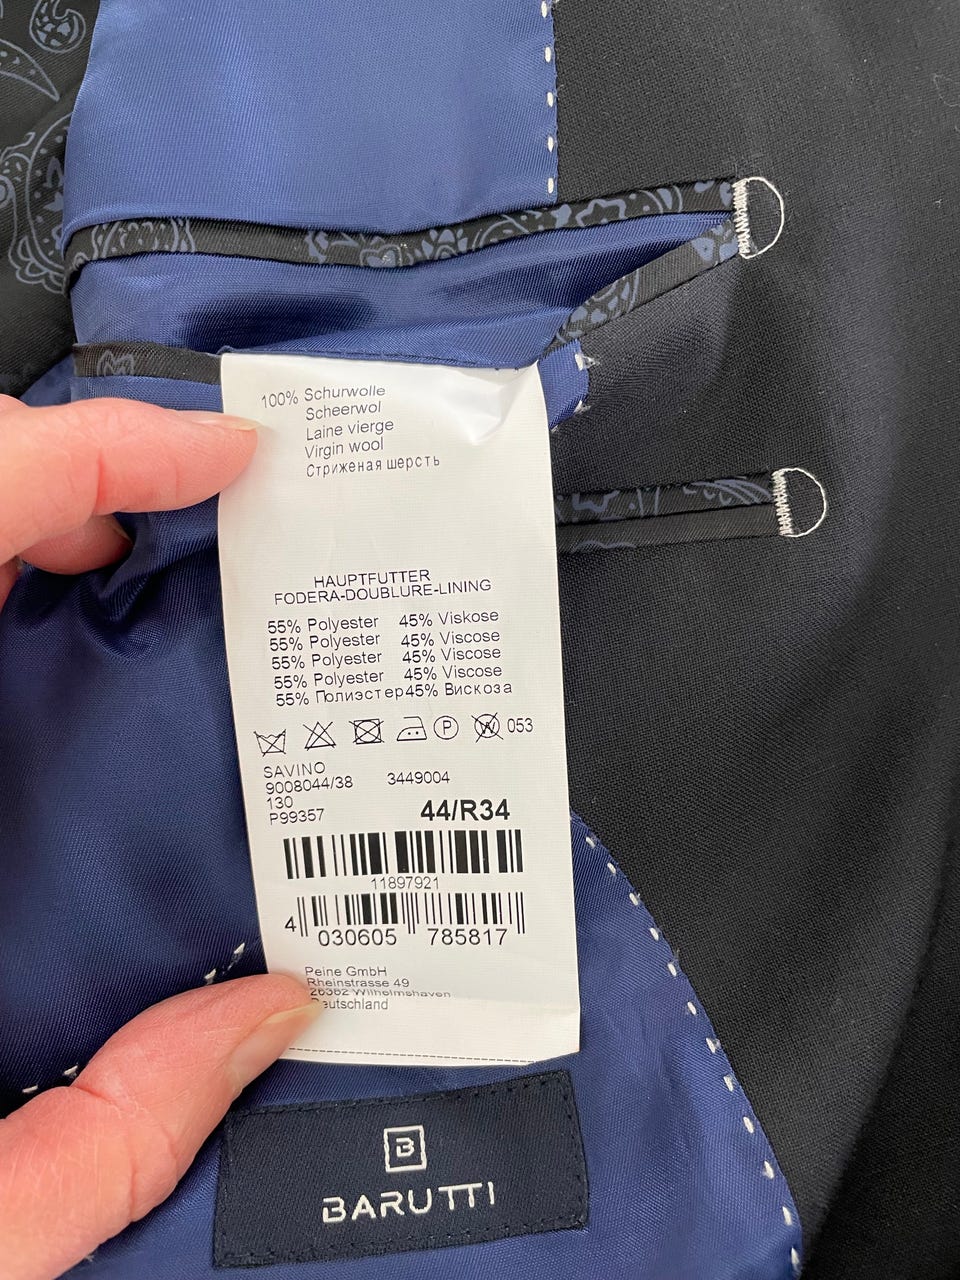 100% Schurwolle
Scheerwol
Laine vierge
Virgin wool
Стриженая шерсть
HAUPTFUTTER
FODERA-DOUBLURE-LINING
55% Polyester 45% Viskose
55% Polyester 45% Viscose
55% Polyester 45% Viscose
55% Polyester 45% Viscose
55% Полиэстер 45% Вискоза
P W 053
SAVINO
9008044/38 3449004
130
P99357 44/R34
11897921
4 030605 785817
Peine GmbH
Rheinstrasse 49
26382 Wilhelmshaven
Deutschland
B
BARUTTI